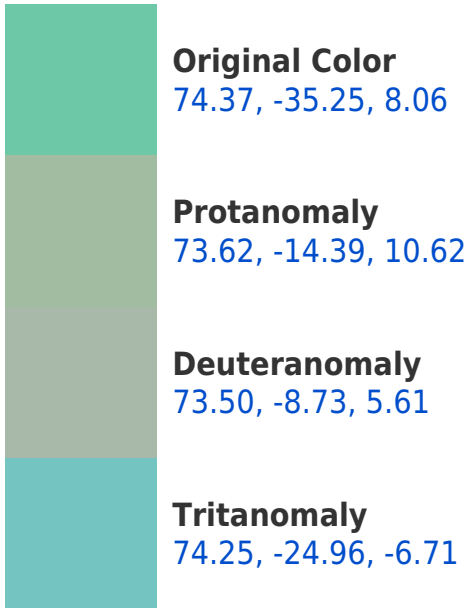 Original Color
74.37, -35.25, 8.06
Protanomaly
73.62, -14.39, 10.62
Deuteranomaly
73.50, -8.73, 5.61
Tritanomaly
74.25, -24.96, -6.71